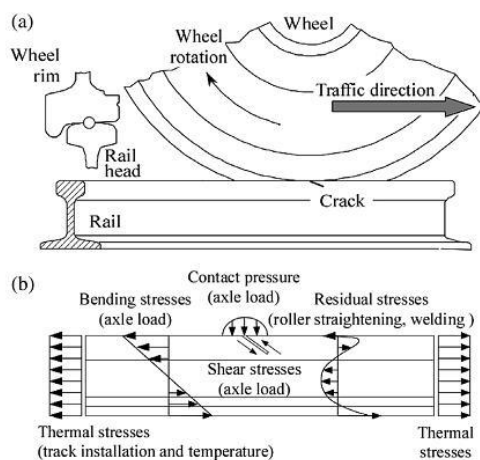 (a)
Wheel
Wheel
rotation
Wheel
rim
Traffic direction
Rail
head
Crack
Rail
(b)
Contact pressure
(axle load)
Bending stresses
(axle load)
Residual stresses
(roller straightening, welding )
Shear stresses
(axle load)
Thermal stresses
(track installation and temperature)
Thermal
stresses